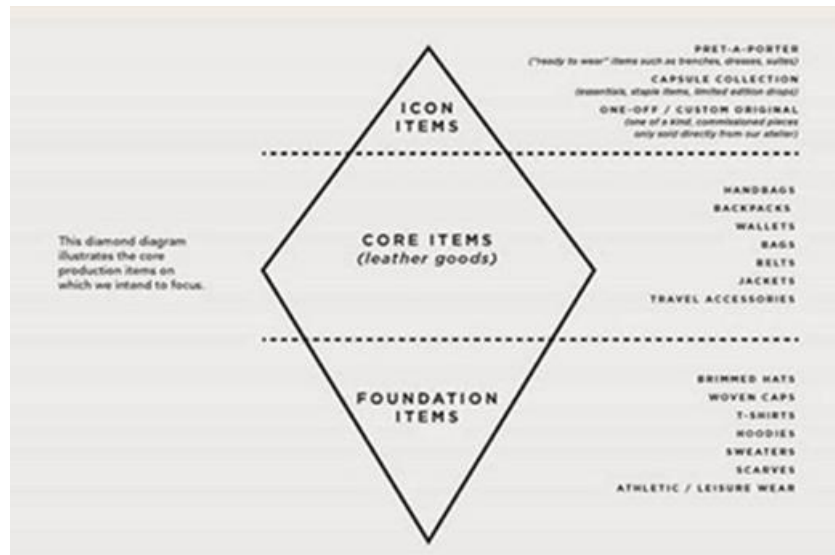 PRET-A-PORTER
("ready to wear" items such as trenches, dresses, suites)
CAPSULE COLLECTION
(essentials, staple items, limited edition drops)
ICON
ITEMS
ONE-OFF / CUSTOM ORIGINAL
(one of a kind, commissioned pieces
only sold directly from our atelier)
This diamond diagram
illustrates the core
production items on
which we intend to focus.
CORE ITEMS
(leather goods)
HANDBAGS
BACKPACKS
WALLETS
BAGS
BELTS
JACKETS
TRAVEL ACCESSORIES
FOUNDATION
ITEMS
BRIMMED HATS
WOVEN CAPS
T-SHIRTS
HOODIES
SWEATERS
SCARVES
ATHLETIC / LEISURE WEAR